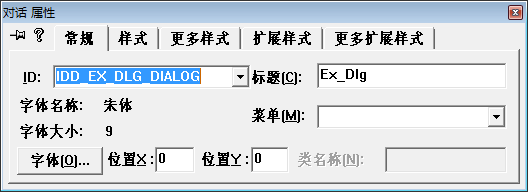 对话 属性
常规 样式 更多样式 扩展样式 更多扩展样式
ID: IDD_EX_DLG_DIALOG 标题(C): Ex_Dlg
字体名称: 宋体
菜单(M):
字体大小: 9
字体(O)... 位置X: 0 位置Y: 0 类名称(N):